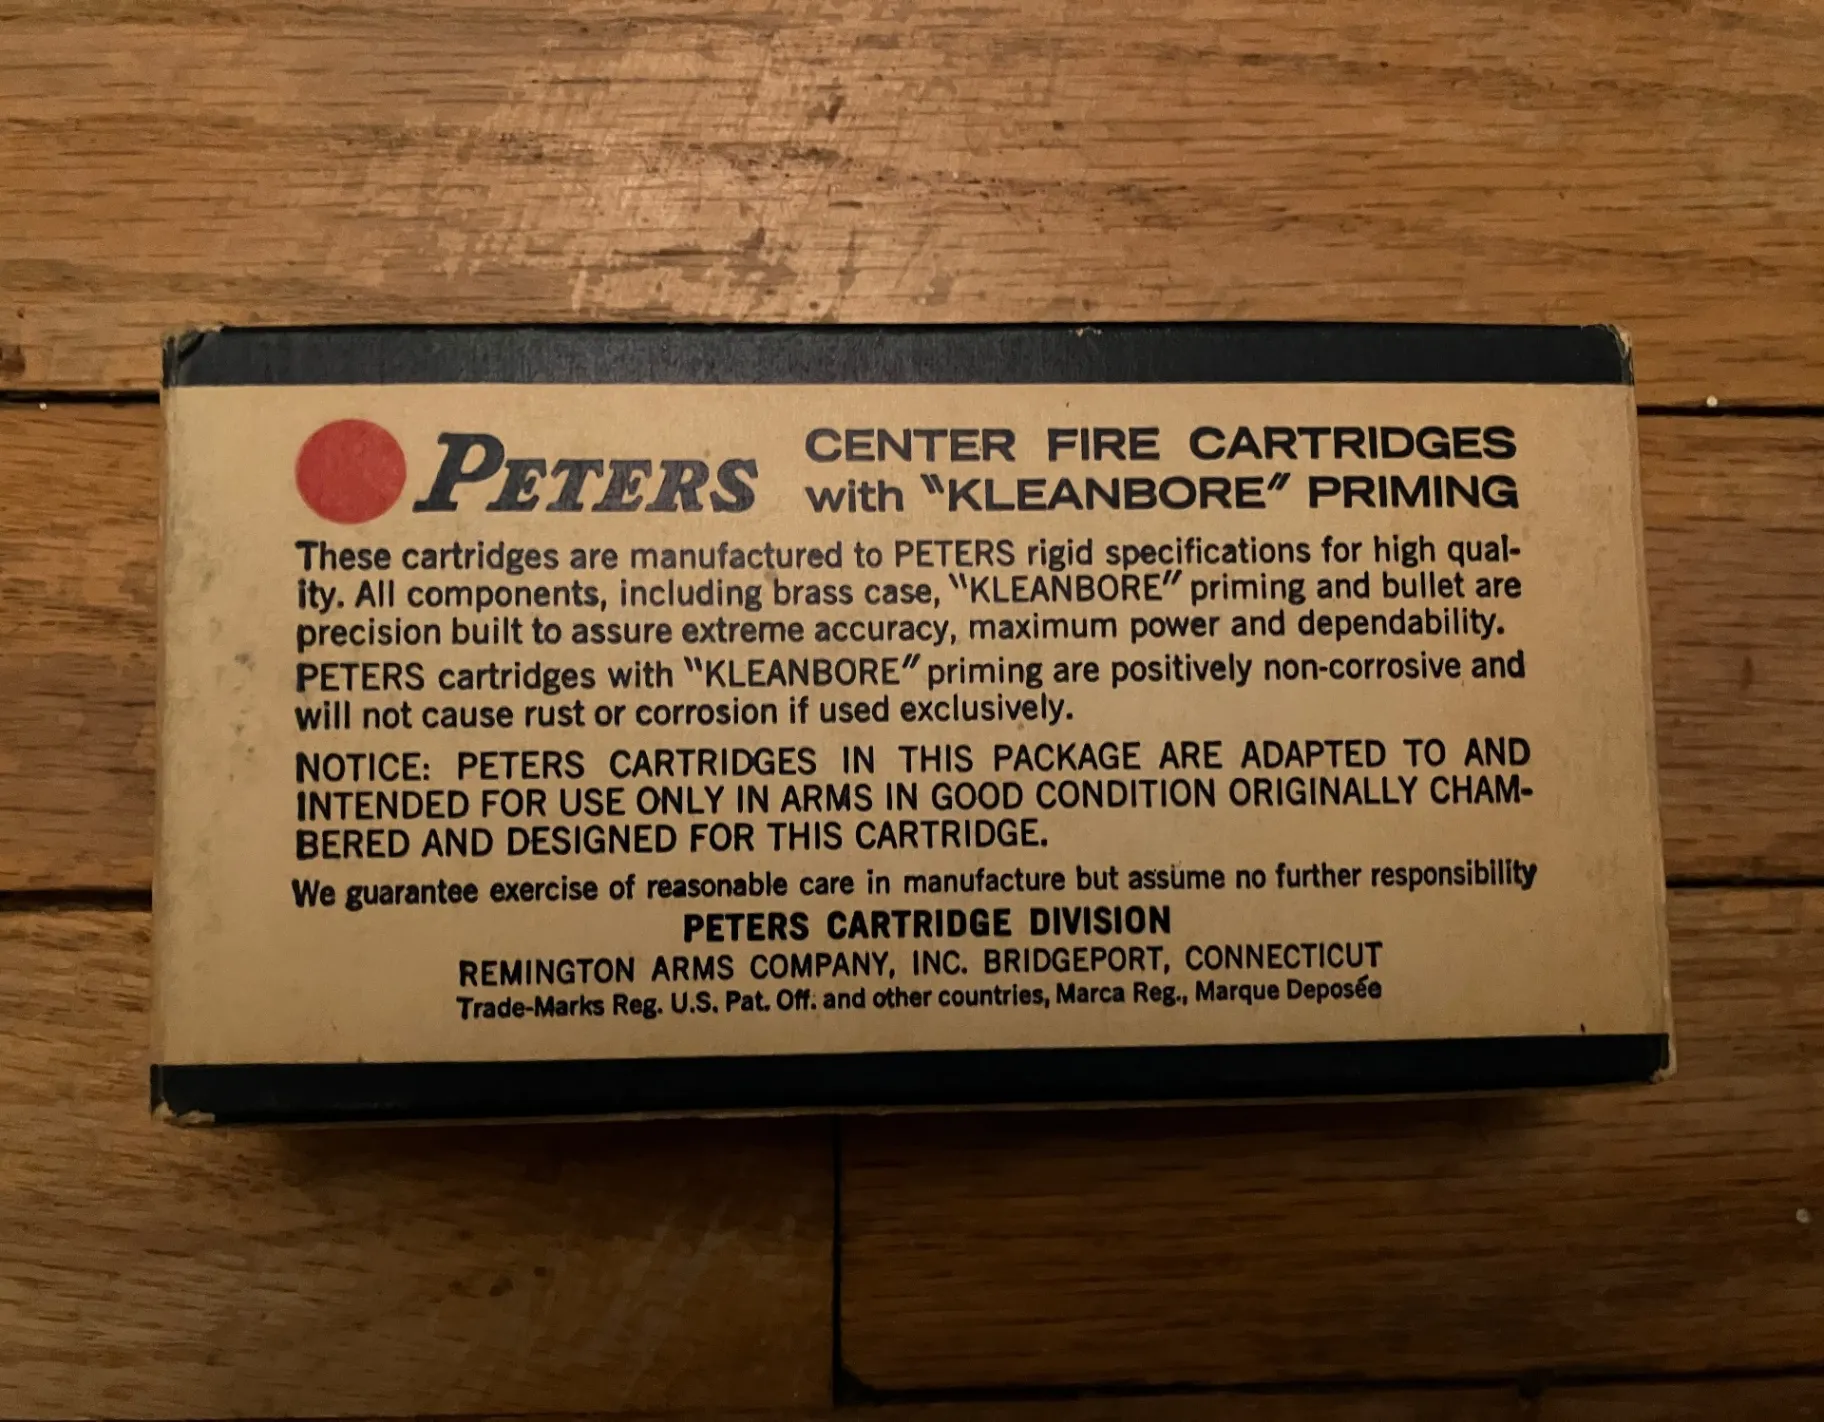 PETERS
CENTER FIRE CARTRIDGES
with "KLEANBORE" PRIMING
These cartridges are manufactured to PETERS rigid specifications for high qual-
ity. All components, including brass case, "KLEANBORE" priming and bullet are
precision built to assure extreme accuracy, maximum power and dependability.
PETERS cartridges with "KLEANBORE" priming are positively non-corrosive and
will not cause rust or corrosion if used exclusively.
NOTICE: PETERS CARTRIDGES IN THIS PACKAGE ARE ADAPTED TO AND
INTENDED FOR USE ONLY IN ARMS IN GOOD CONDITION ORIGINALLY CHAM-
BERED AND DESIGNED FOR THIS CARTRIDGE.
We guarantee exercise of reasonable care in manufacture but assume no further responsibility
PETERS CARTRIDGE DIVISION
REMINGTON ARMS COMPANY, INC. BRIDGEPORT, CONNECTICUT
Trade-Marks Reg. U.S. Pat. Off. and other countries, Marca Reg., Marque Deposée